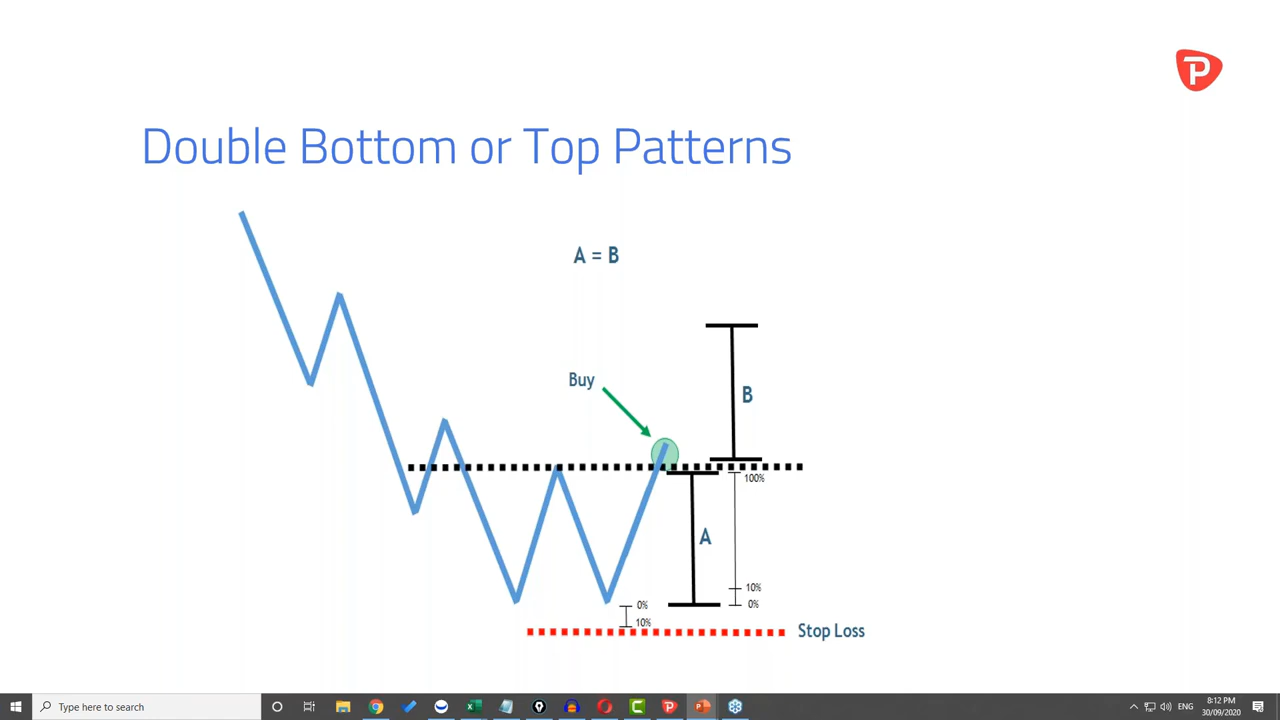 P
Double Bottom or Top Patterns
A = B
Buy
B
100%
A
10%
0%
0%
10%
Stop Loss
Type here to search
ENG
8:12 PM
30/09/2020